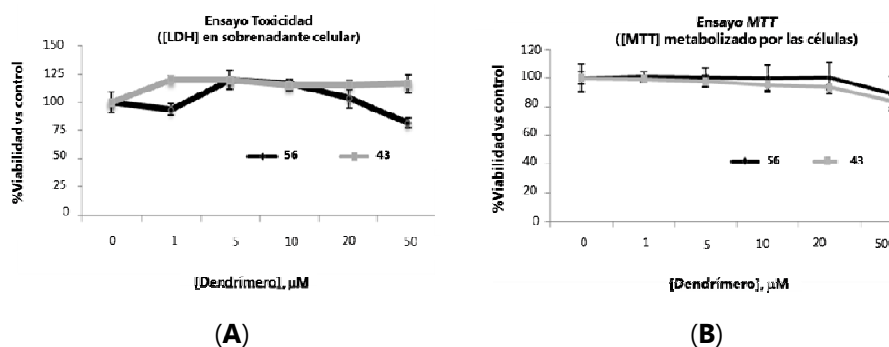 Ensayo Toxicidad
([LDH] en sobrenadante celular)
150
125
100
75
50
25
0
%Viabilidad vs control
56 43
0 1 5 10 20 50
[Dendrímero], µM
(A)
Ensayo MTT
([MTT] metabolizado por las células)
120
100
80
60
40
20
0
%Viabilidad vs control
56 43
0 1 5 10 20 500
[Dendrímero], µM
(B)